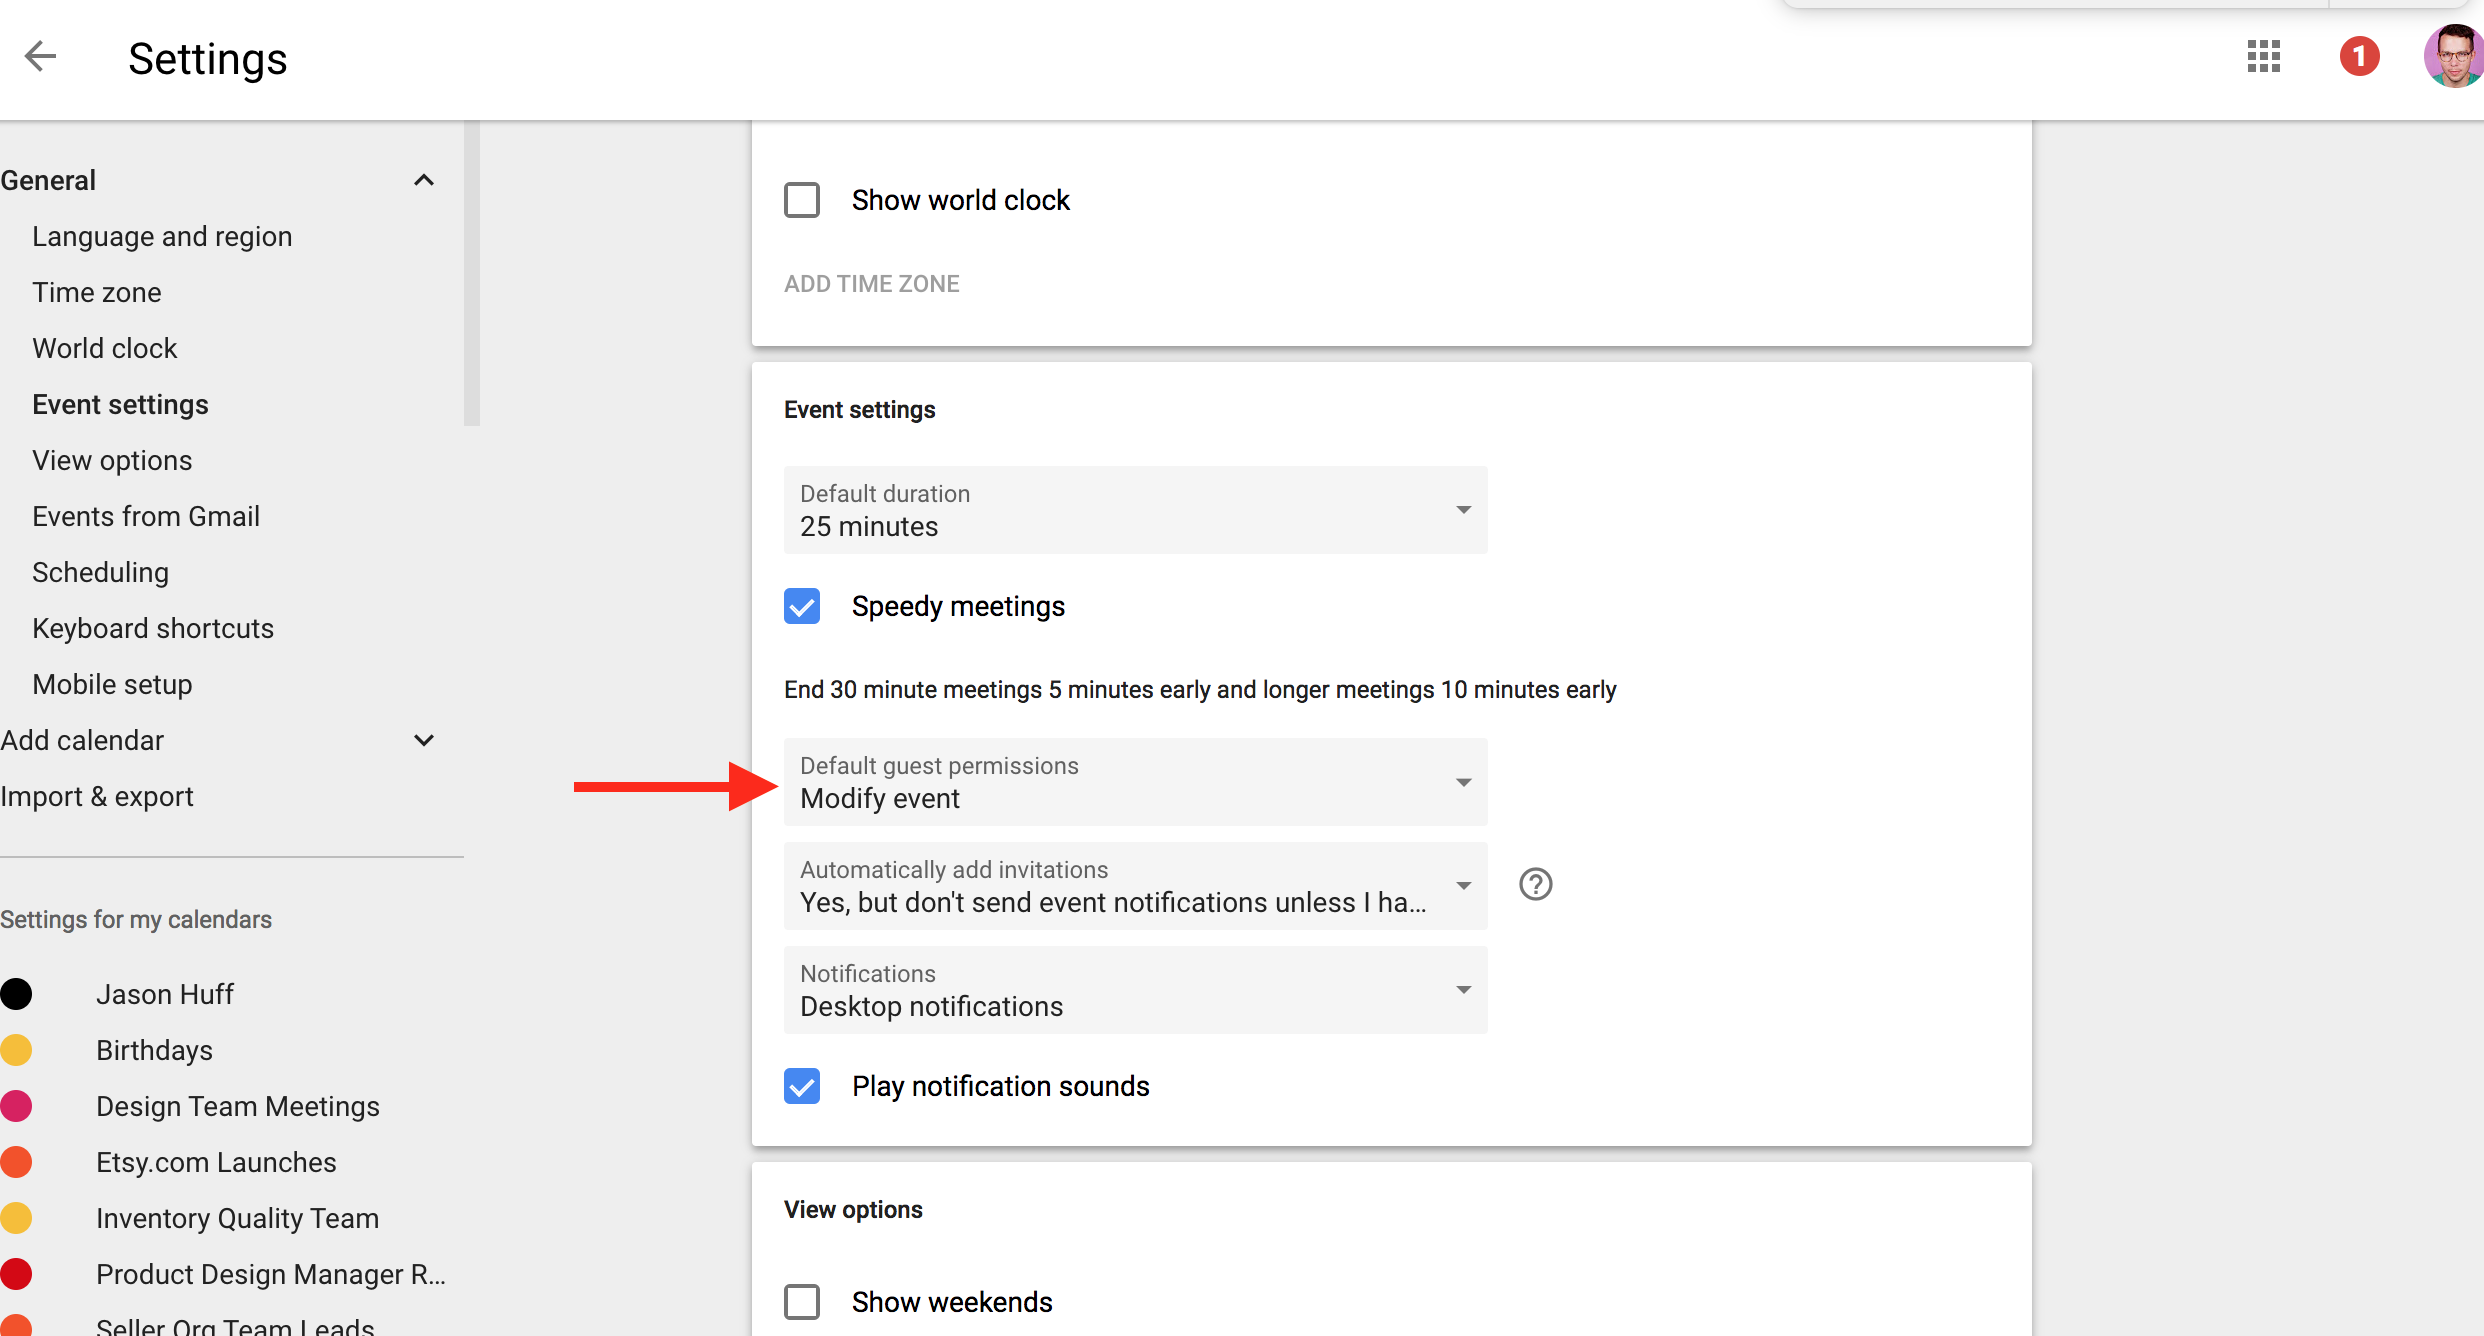 Settings
1
General
Language and region
Time zone
World clock
Event settings
View options
Events from Gmail
Scheduling
Keyboard shortcuts
Mobile setup
Add calendar
Import & export
Settings for my calendars
Jason Huff
Birthdays
Design Team Meetings
Etsy.com Launches
Inventory Quality Team
Product Design Manager R...
Seller Org Team Leads
Show world clock
ADD TIME ZONE
Event settings
Default duration
25 minutes
Speedy meetings
End 30 minute meetings 5 minutes early and longer meetings 10 minutes early
Default guest permissions
Modify event
Automatically add invitations
Yes, but don't send event notifications unless I ha...
?
Notifications
Desktop notifications
Play notification sounds
View options
Show weekends